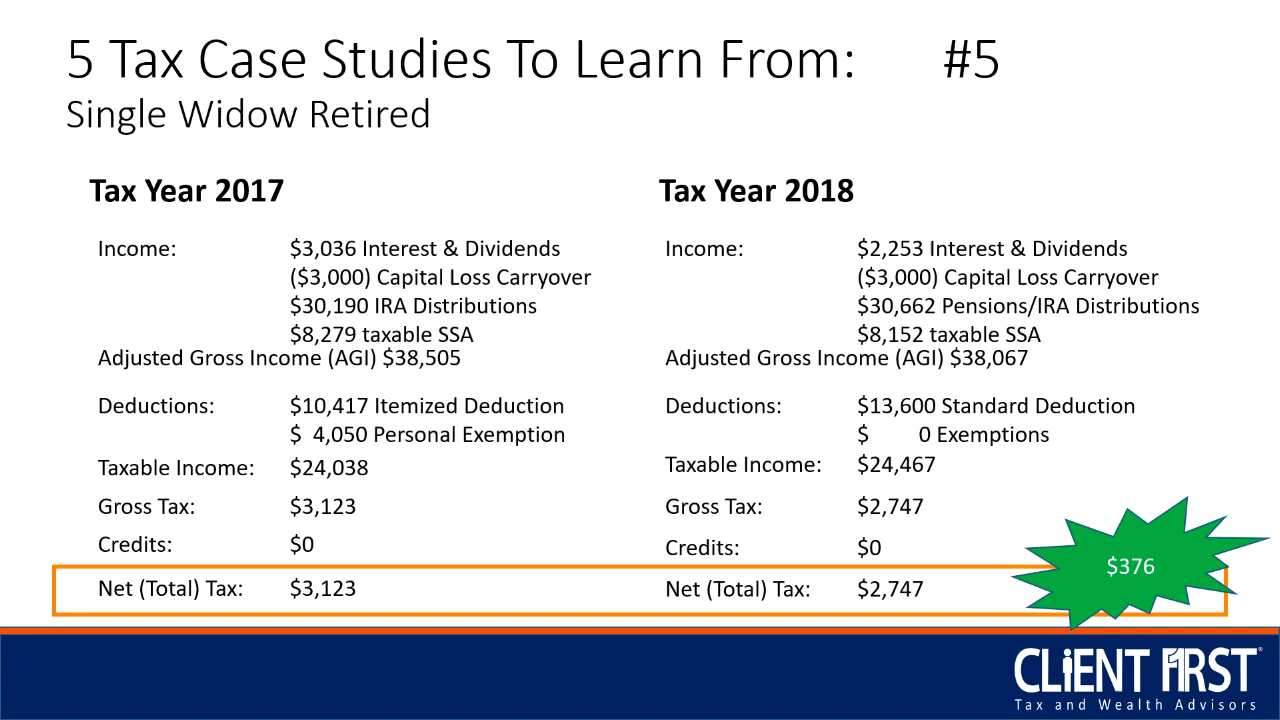 5 Tax Case Studies To Learn From: #5
Single Widow Retired
Tax Year 2017
Income: $3,036 Interest & Dividends
($3,000) Capital Loss Carryover
$30,190 IRA Distributions
$8,279 taxable SSA
Adjusted Gross Income (AGI) $38,505
Deductions: $10,417 Itemized Deduction
$ 4,050 Personal Exemption
Taxable Income: $24,038
Gross Tax: $3,123
Credits: $0
Net (Total) Tax: $3,123
Tax Year 2018
Income: $2,253 Interest & Dividends
($3,000) Capital Loss Carryover
$30,662 Pensions/IRA Distributions
$8,152 taxable SSA
Adjusted Gross Income (AGI) $38,067
Deductions: $13,600 Standard Deduction
$ 0 Exemptions
Taxable Income: $24,467
Gross Tax: $2,747
Credits: $0
Net (Total) Tax: $2,747
$376
CLiENT FIRST®
Tax and Wealth Advisors